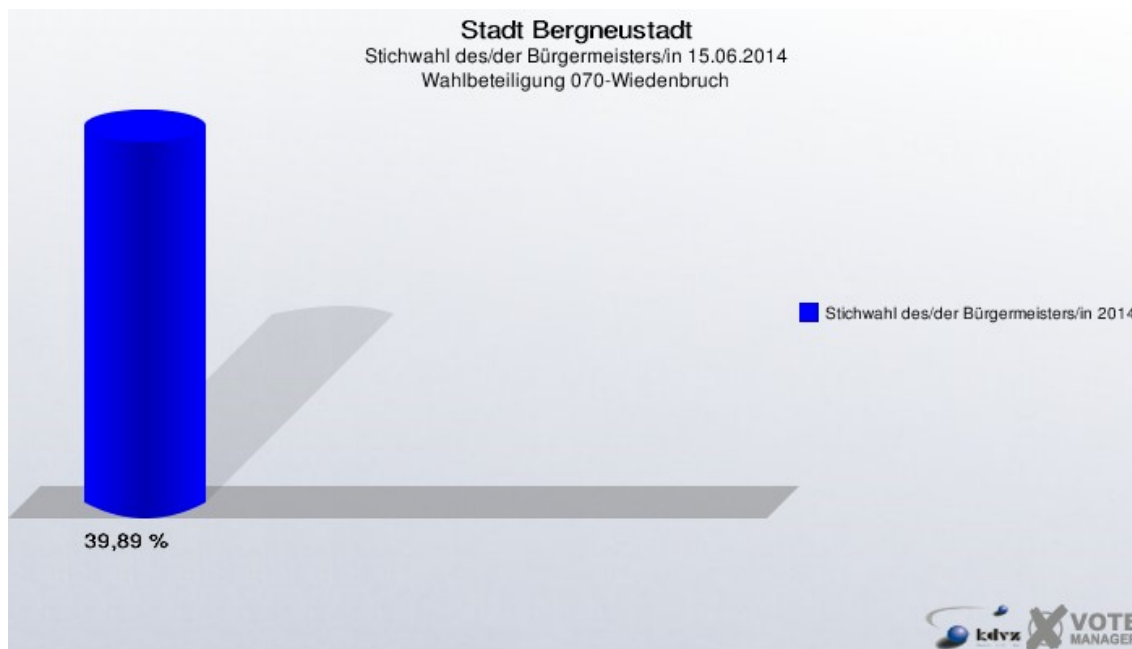 Stadt Bergneustadt
Stichwahl des/der Bürgermeisters/in 15.06.2014
Wahlbeteiligung 070-Wiedenbruch
Stichwahl des/der Bürgermeisters/in 2014
39,89 %
kdvz
VOTE
MANAGER